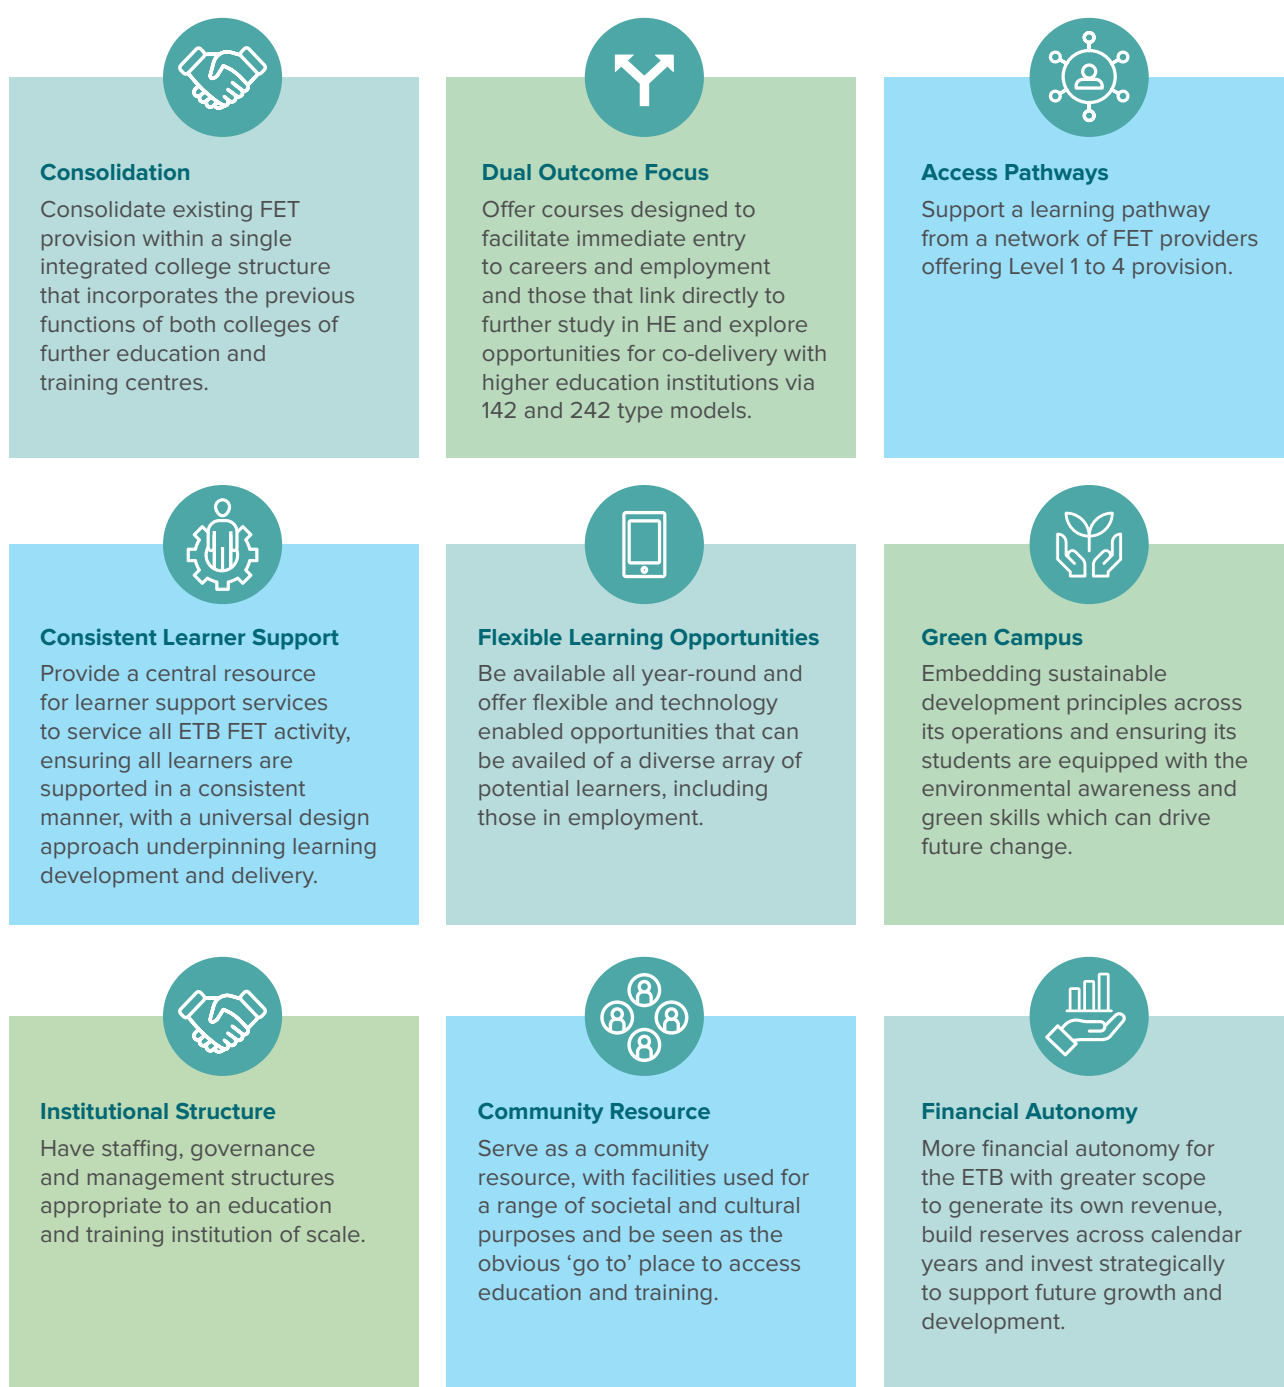 Consolidation
Consolidate existing FET
provision within a single
integrated college structure
that incorporates the previous
functions of both colleges of
further education and
training centres.
Dual Outcome Focus
Offer courses designed to
facilitate immediate entry
to careers and employment
and those that link directly to
further study in HE and explore
opportunities for co-delivery with
higher education institutions via
142 and 242 type models.
Access Pathways
Support a learning pathway
from a network of FET providers
offering Level 1 to 4 provision.
Consistent Learner Support
Provide a central resource
for learner support services
to service all ETB FET activity,
ensuring all learners are
supported in a consistent
manner, with a universal design
approach underpinning learning
development and delivery.
Flexible Learning Opportunities
Be available all year-round and
offer flexible and technology
enabled opportunities that can
be availed of a diverse array of
potential learners, including
those in employment.
Green Campus
Embedding sustainable
development principles across
its operations and ensuring its
students are equipped with the
environmental awareness and
green skills which can drive
future change.
Institutional Structure
Have staffing, governance
and management structures
appropriate to an education
and training institution of scale.
Community Resource
Serve as a community
resource, with facilities used for
a range of societal and cultural
purposes and be seen as the
obvious ‘go to’ place to access
education and training.
Financial Autonomy
More financial autonomy for
the ETB with greater scope
to generate its own revenue,
build reserves across calendar
years and invest strategically
to support future growth and
development.